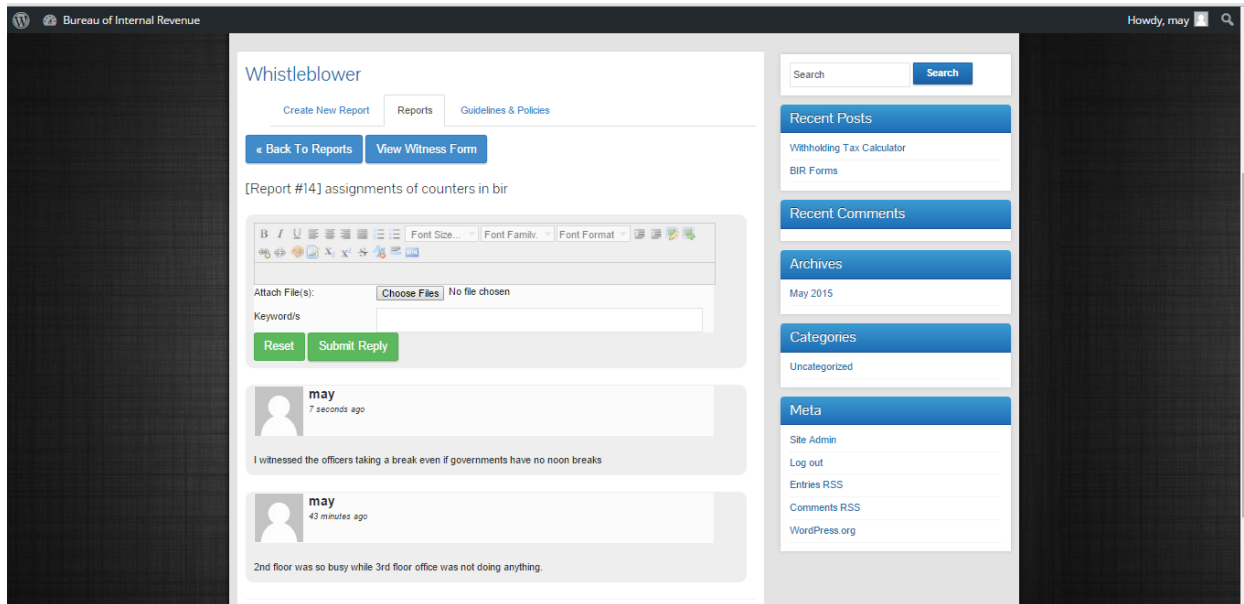 Bureau of Internal Revenue
Howdy, may
Whistleblower
Create New Report Reports Guidelines & Policies
« Back To Reports View Witness Form
[Report #14] assignments of counters in bir
B I U Font Size... Font Family. Font Format
Attach File(s): Choose Files No file chosen
Keyword/s
Reset Submit Reply
may
7 seconds ago
I witnessed the officers taking a break even if governments have no noon breaks
may
43 minutes ago
2nd floor was so busy while 3rd floor office was not doing anything.
Search Search
Recent Posts
Withholding Tax Calculator
BIR Forms
Recent Comments
Archives
May 2015
Categories
Uncategorized
Meta
Site Admin
Log out
Entries RSS
Comments RSS
WordPress.org